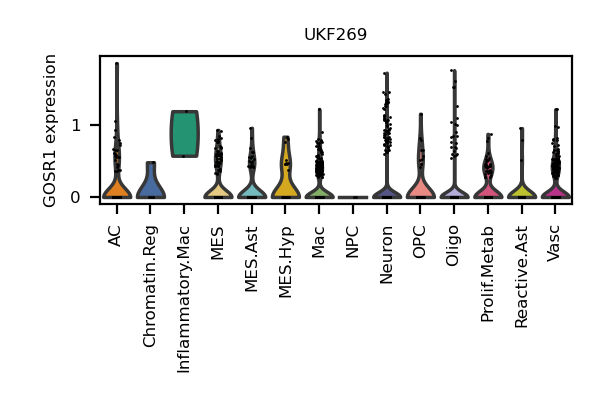 UKF269
GOSR1 expression
1
0
AC
Chromatin.Reg
Inflammatory.Mac
MES
MES.Ast
MES.Hyp
Mac
NPC
Neuron
OPC
Oligo
Prolif.Metab
Reactive.Ast
Vasc